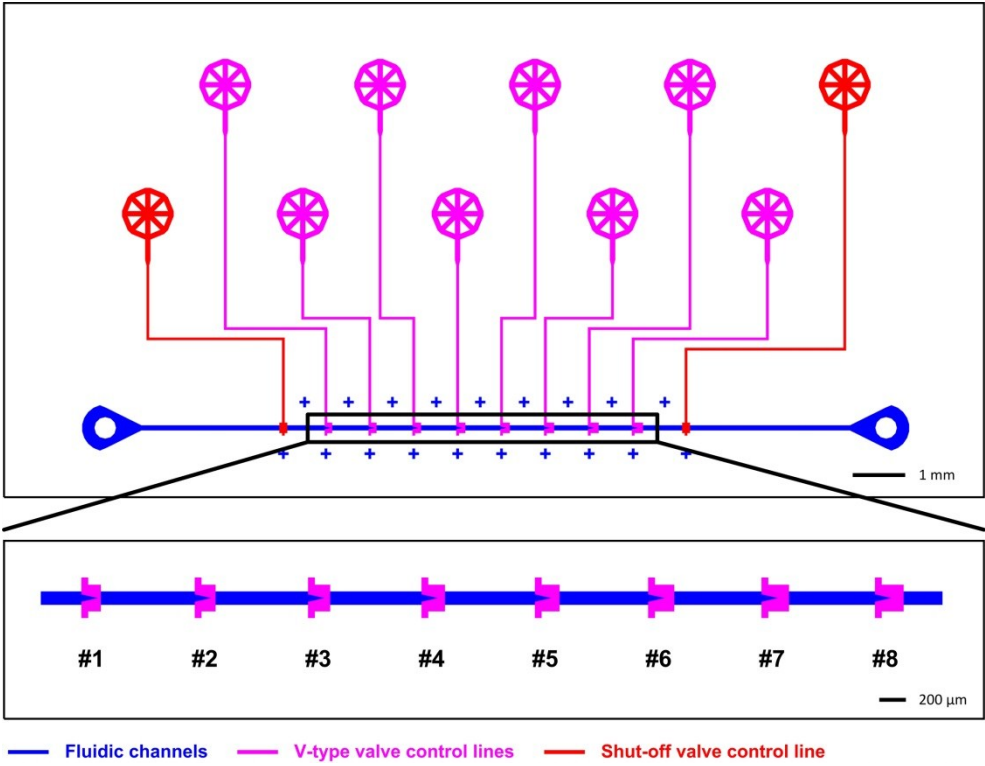 1 mm
#1 #2 #3 #4 #5 #6 #7 #8
200 µm
Fluidic channels V-type valve control lines Shut-off valve control line